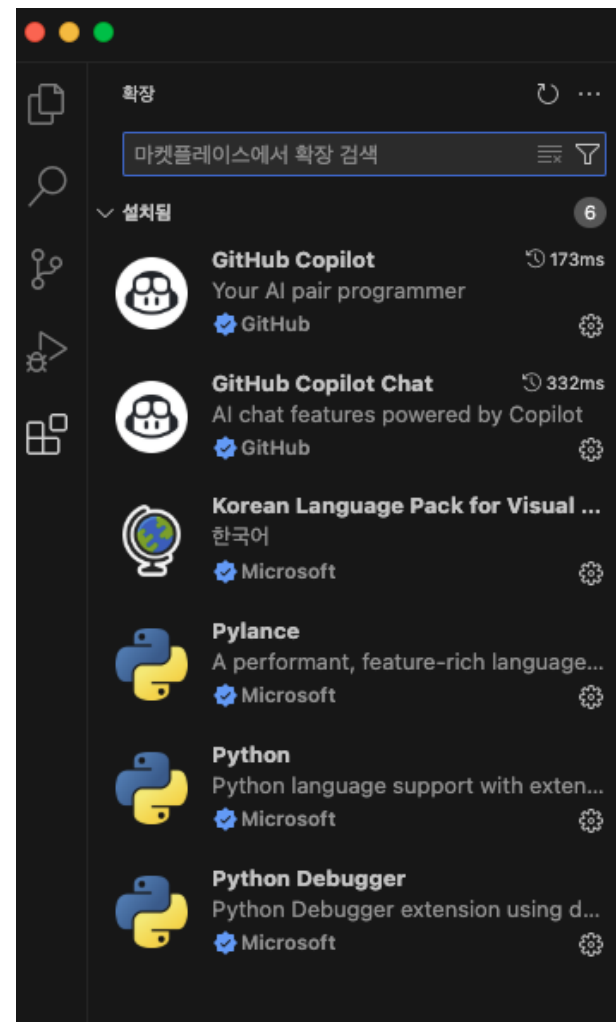 확장
마켓플레이스에서 확장 검색
설치됨 6
GitHub Copilot 173ms
Your AI pair programmer
GitHub
GitHub Copilot Chat 332ms
AI chat features powered by Copilot
GitHub
Korean Language Pack for Visual ...
한국어
Microsoft
Pylance
A performant, feature-rich language...
Microsoft
Python
Python language support with exten...
Microsoft
Python Debugger
Python Debugger extension using d...
Microsoft